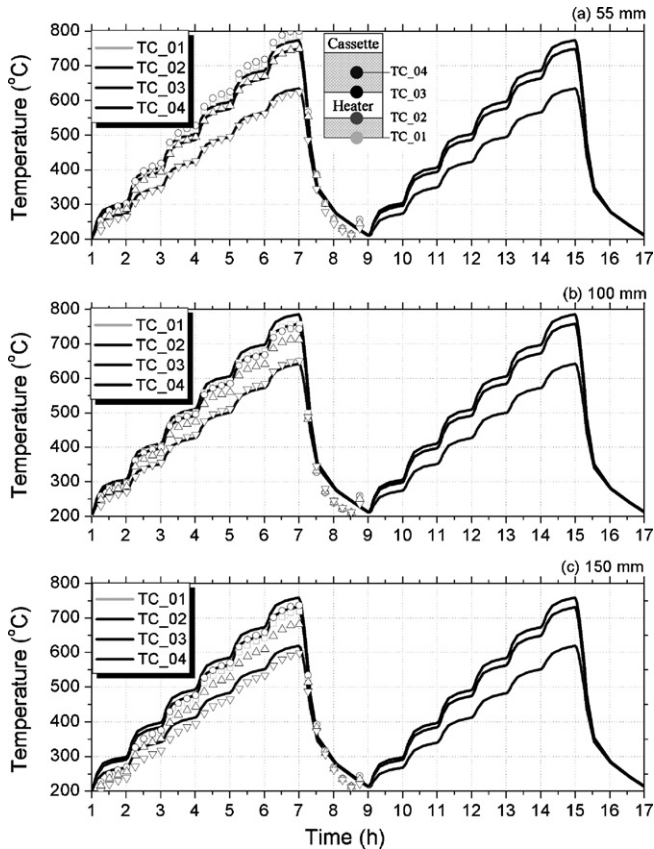 (a) 55 mm
Temperature (°C)
800
700
600
500
400
300
200
TC_01
TC_02
TC_03
TC_04
Cassette
Heater
TC_04
TC_03
TC_02
TC_01
1 2 3 4 5 6 7 8 9 10 11 12 13 14 15 16 17
(b) 100 mm
Temperature (°C)
800
700
600
500
400
300
200
TC_01
TC_02
TC_03
TC_04
1 2 3 4 5 6 7 8 9 10 11 12 13 14 15 16 17
(c) 150 mm
Temperature (°C)
800
700
600
500
400
300
200
TC_01
TC_02
TC_03
TC_04
1 2 3 4 5 6 7 8 9 10 11 12 13 14 15 16 17
Time (h)